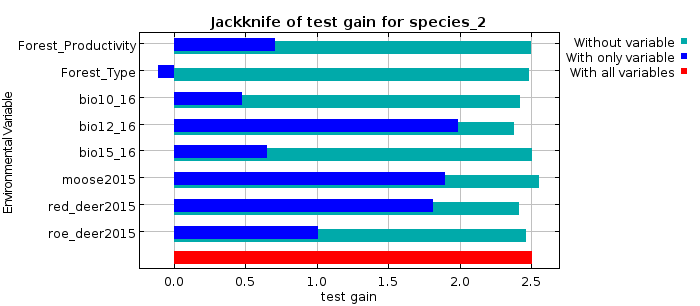 Jackknife of test gain for species_2
Environmental Variable
Forest_Productivity
Forest_Type
bio10_16
bio12_16
bio15_16
moose2015
red_deer2015
roe_deer2015
0.0 0.5 1.0 1.5 2.0 2.5
test gain
Without variable
With only variable
With all variables